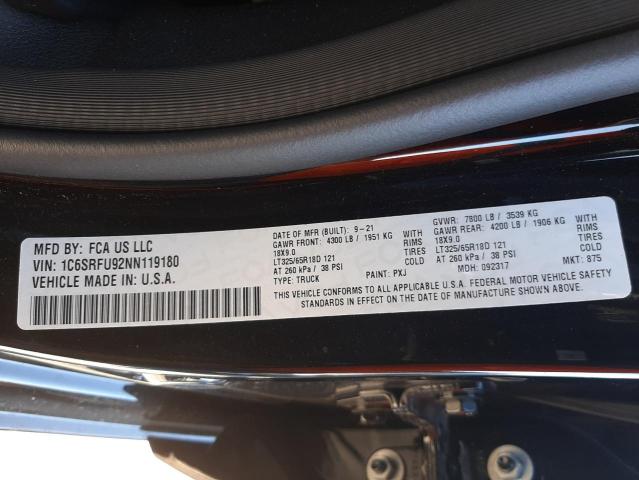 MFD BY: FCA US LLC
VIN: 1C6SRFU92NN119180
VEHICLE MADE IN: U.S.A.
DATE OF MFR (BUILT): 9-21 GVWR: 7800 LB / 3539 KG
GAWR FRONT: 4300 LB / 1951 KG WITH GAWR REAR: 4200 LB / 1906 KG WITH
18X9.0 TIRES 18X9.0 TIRES
LT325/65R18D 121 RIMS LT325/65R18D 121 RIMS
AT 260 kPa / 38 PSI COLD AT 260 kPa / 38 PSI COLD
TYPE: TRUCK PAINT: PXJ MDH: 092317 MKT: 875
THIS VEHICLE CONFORMS TO ALL APPLICABLE U.S.A. FEDERAL MOTOR VEHICLE SAFETY
STANDARDS IN EFFECT ON THE DATE OF MANUFACTURE SHOWN ABOVE.